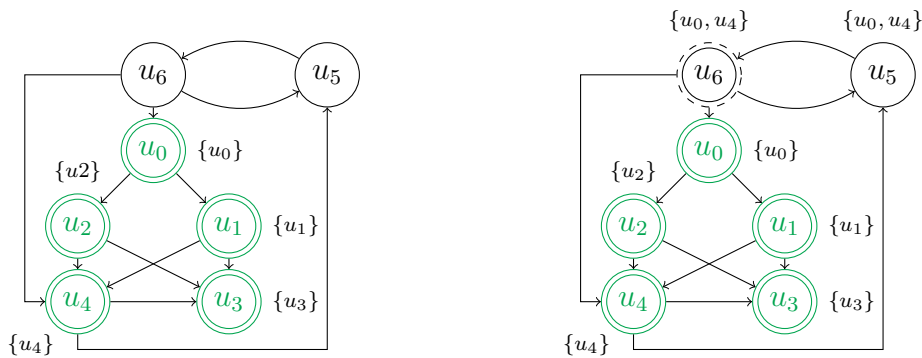 u6 u5
u0 {u0}
{u2}
u2 u1 {u1}
u4 u3 {u3}
{u4}
{u0, u4} {u0, u4}
u6 u5
u0 {u0}
{u2}
u2 u1 {u1}
u4 u3 {u3}
{u4}